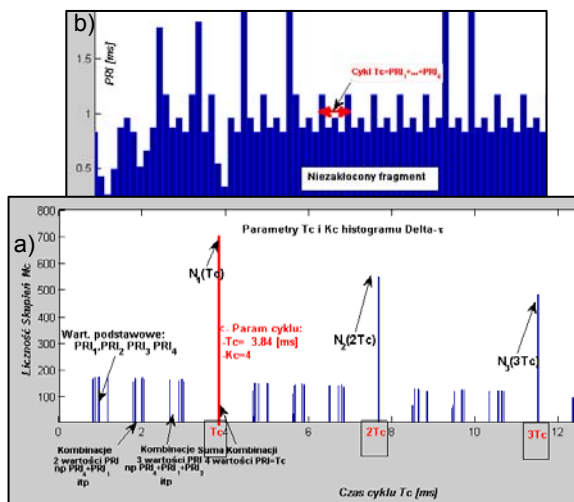 b)
PRI [ms]
1.5
1
0.5
Cykl Tc=PRI₁+...+PRI₄
Niezakłócony fragment
a)
Parametry Tc i Kc histogramu Delta-τ
Liczność Skupień Nc
800
700
600
500
400
300
200
100
N₁(Tc)
N₂(2Tc)
N₃(3Tc)
Wart. podstawowe:
PRI₁,PRI₂ PRI₃ PRI₄
<- Param cyklu:
-Tc= 3.84 [ms]
-Kc=4
0 2 4 6 8 10 12
Tc 2Tc 3Tc
Kombinacje
2 wartości PRI
np PRI₄+PRI₁
itp
Kombinacje
3 wartości PRI
np PRI₄+PRI₁+PRI₃
itp
Suma Kombinacji
4 wartości PRI=Tc
Czas cyklu Tc [ms]